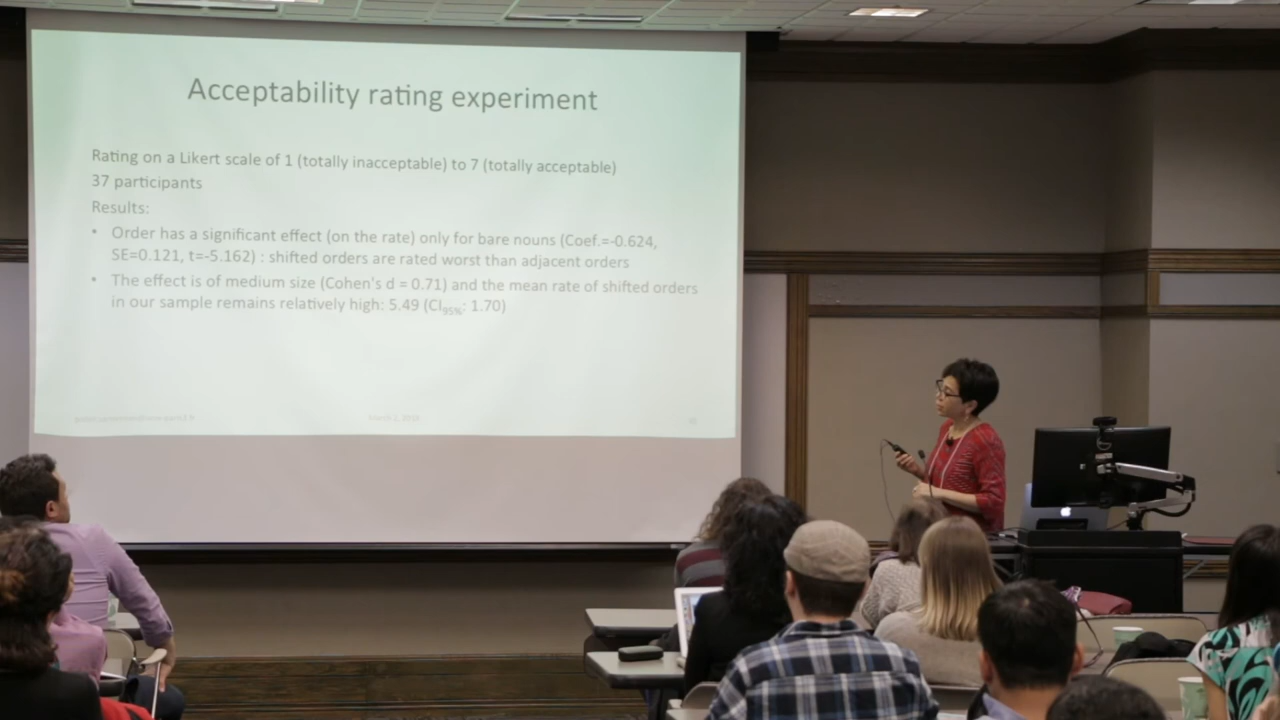 Acceptability rating experiment
Rating on a Likert scale of 1 (totally inacceptable) to 7 (totally acceptable)
37 participants
Results:
• Order has a significant effect (on the rate) only for bare nouns (Coef.=-0.624,
SE=0.121, t=-5.162) : shifted orders are rated worst than adjacent orders
• The effect is of medium size (Cohen's d = 0.71) and the mean rate of shifted orders
in our sample remains relatively high: 5.49 (CI95%: 1.70)